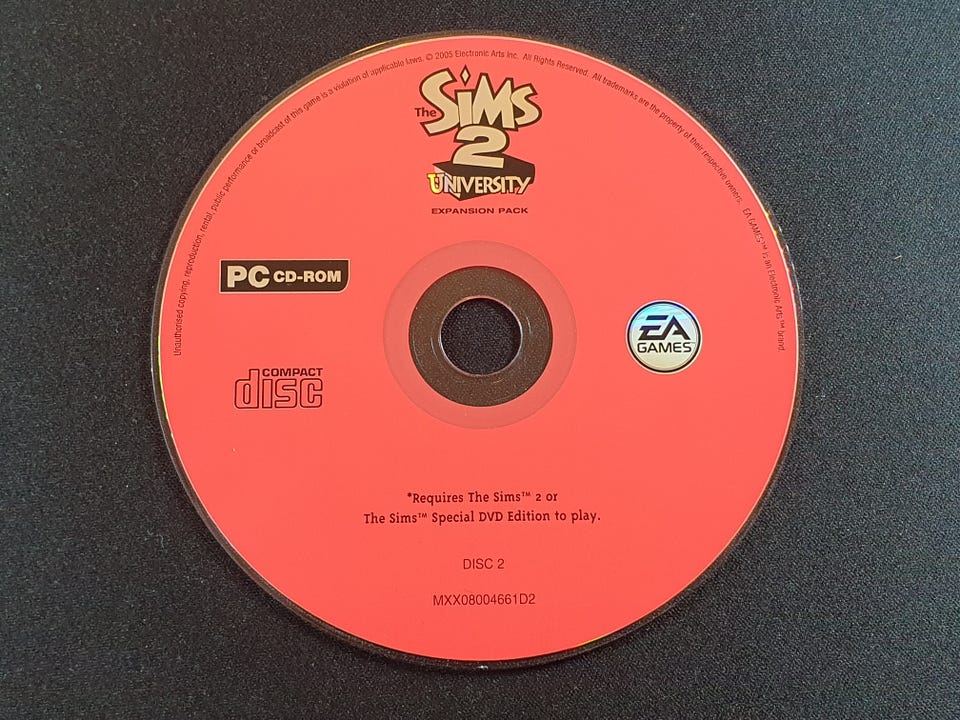 Unauthorised copying, reproduction, rental, public performance or broadcast of this game is a violation of applicable laws. © 2005 Electronic Arts Inc. All Rights Reserved. All trademarks are the property of their respective owners. EA GAMES™ is an Electronic Arts™ brand.
The SIMS
2
UNIVERSITY
EXPANSION PACK
PC CD-ROM
EA
GAMES
COMPACT
disc
*Requires The Sims™ 2 or
The Sims™ Special DVD Edition to play.
DISC 2
MXX08004661D2